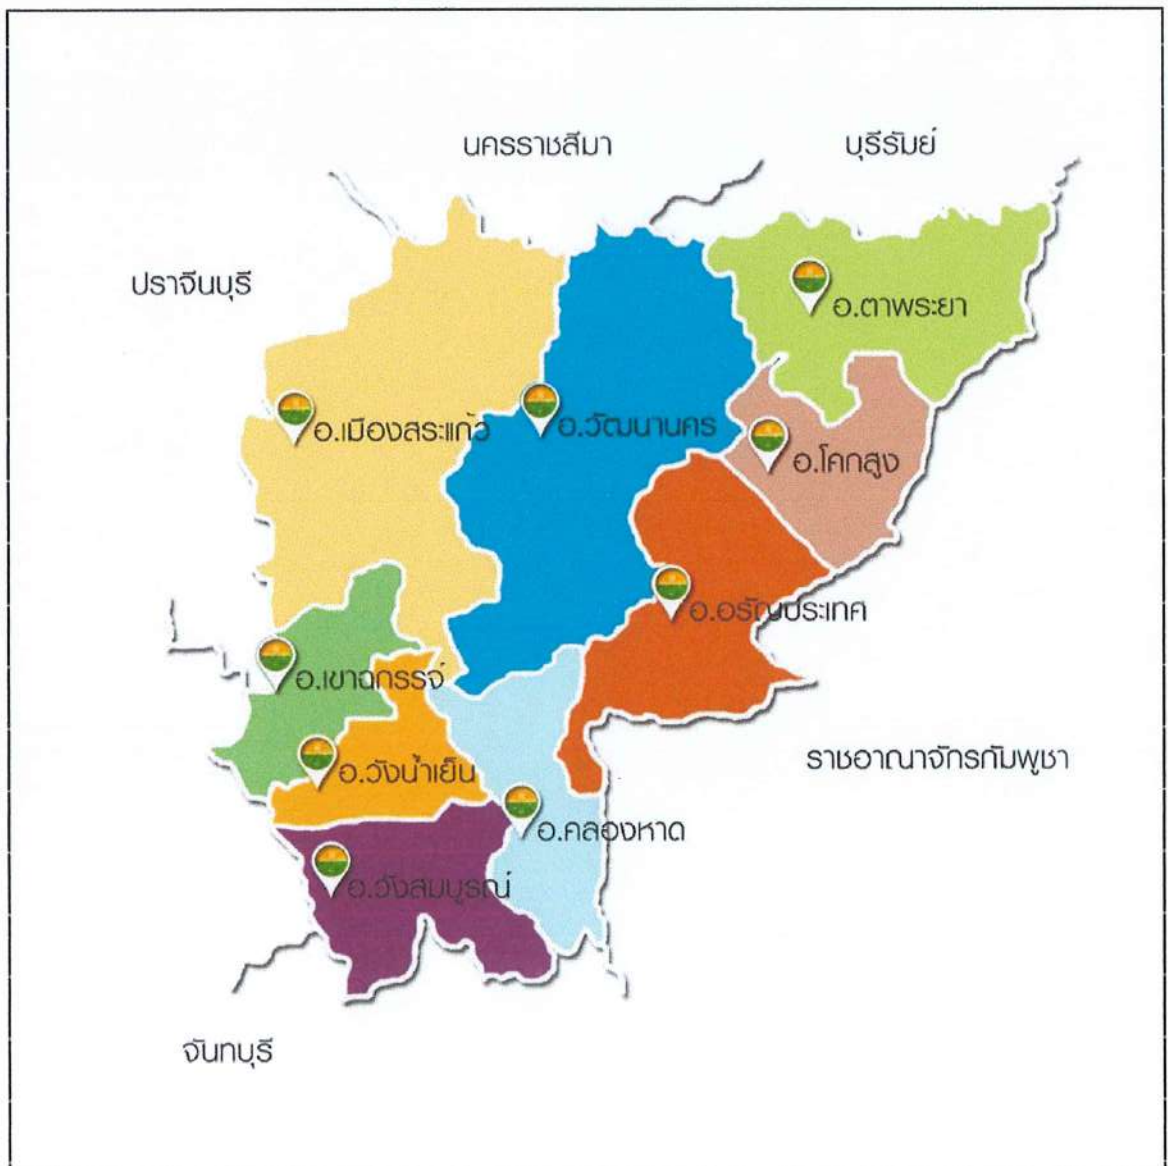 นครราชสีมา
บุรีรัมย์
ปราจีนบุรี
อ.ตาพระยา
อ.เมืองสระแก้ว
อ.วัฒนานคร
อ.โคกสูง
อ.อรัญประเทศ
อ.เขาฉกรรจ์
อ.วังน้ำเย็น
ราชอาณาจักรกัมพูชา
อ.คลองหาด
อ.วังสมบูรณ์
จันทบุรี